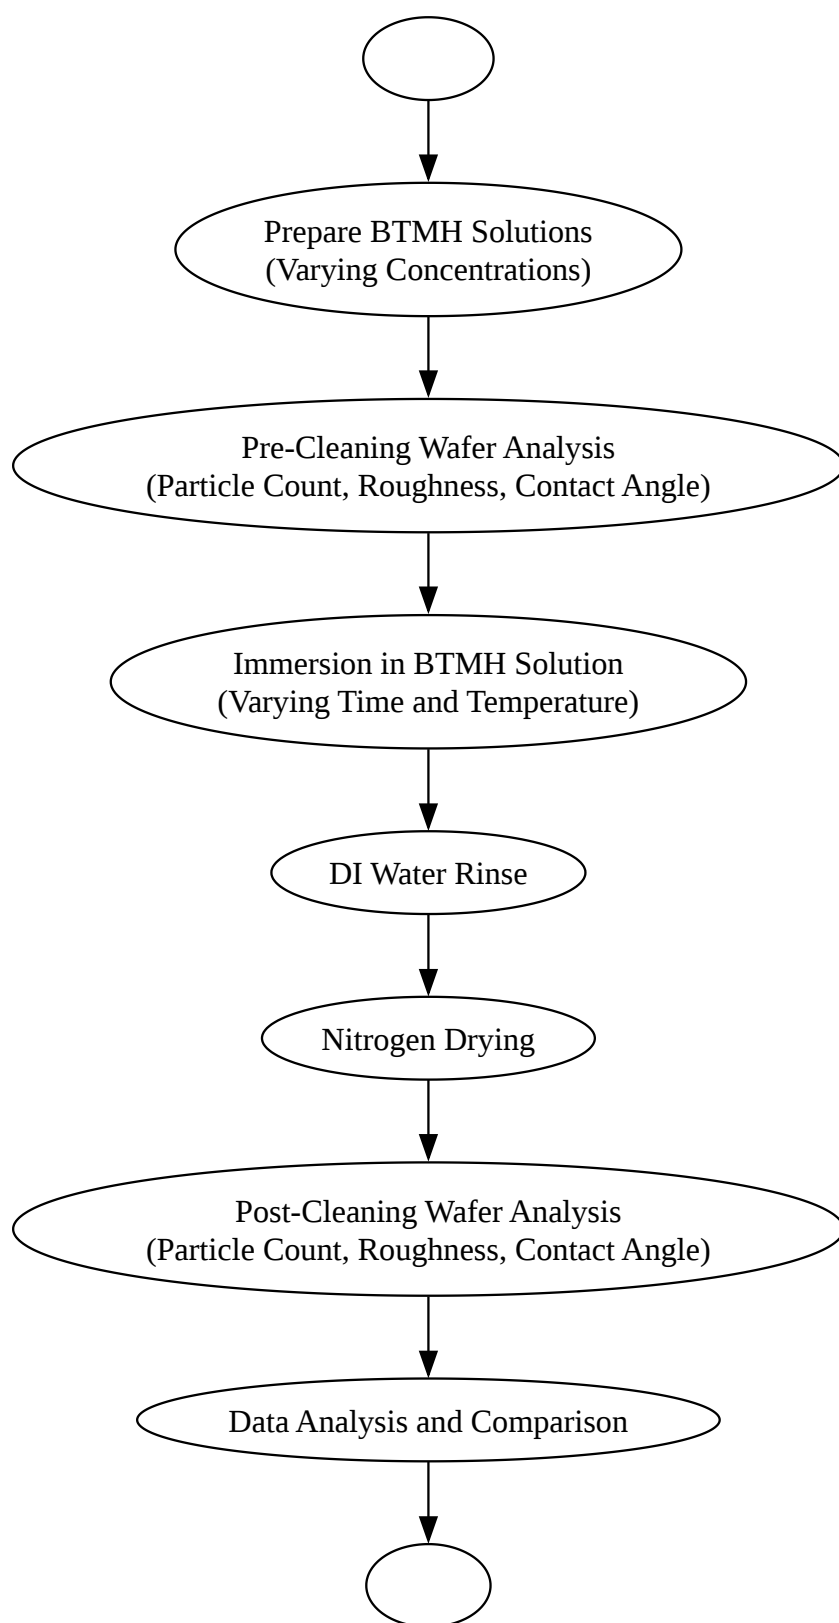 Prepare BTMH Solutions
(Varying Concentrations)
Pre-Cleaning Wafer Analysis
(Particle Count, Roughness, Contact Angle)
Immersion in BTMH Solution
(Varying Time and Temperature)
DI Water Rinse
Nitrogen Drying
Post-Cleaning Wafer Analysis
(Particle Count, Roughness, Contact Angle)
Data Analysis and Comparison